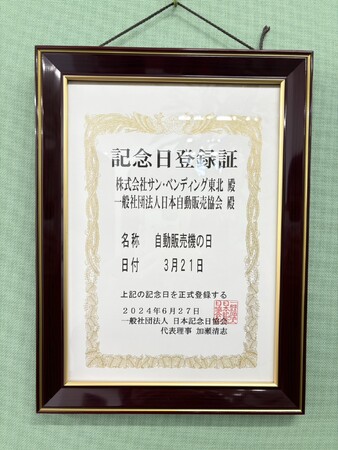 記念日登録証
株式会社サン・ベンディング東北 殿
一般社団法人日本自動販売協会 殿
名称 自動販売機の日
日付 3月21日
上記の記念日を正式登録する
2024年6月27日
一般社団法人 日本記念日協会
代表理事 加瀬清志